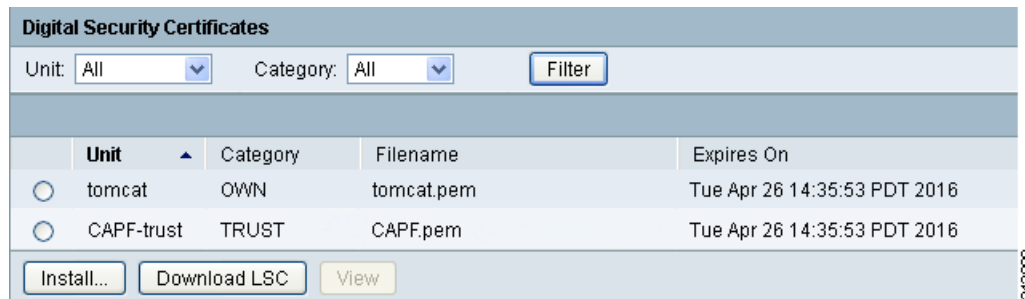 Digital Security Certificates
Unit: All Category: All Filter
Unit Category Filename Expires On
tomcat OWN tomcat.pem Tue Apr 26 14:35:53 PDT 2016
CAPF-trust TRUST CAPF.pem Tue Apr 26 14:35:53 PDT 2016
Install... Download LSC View